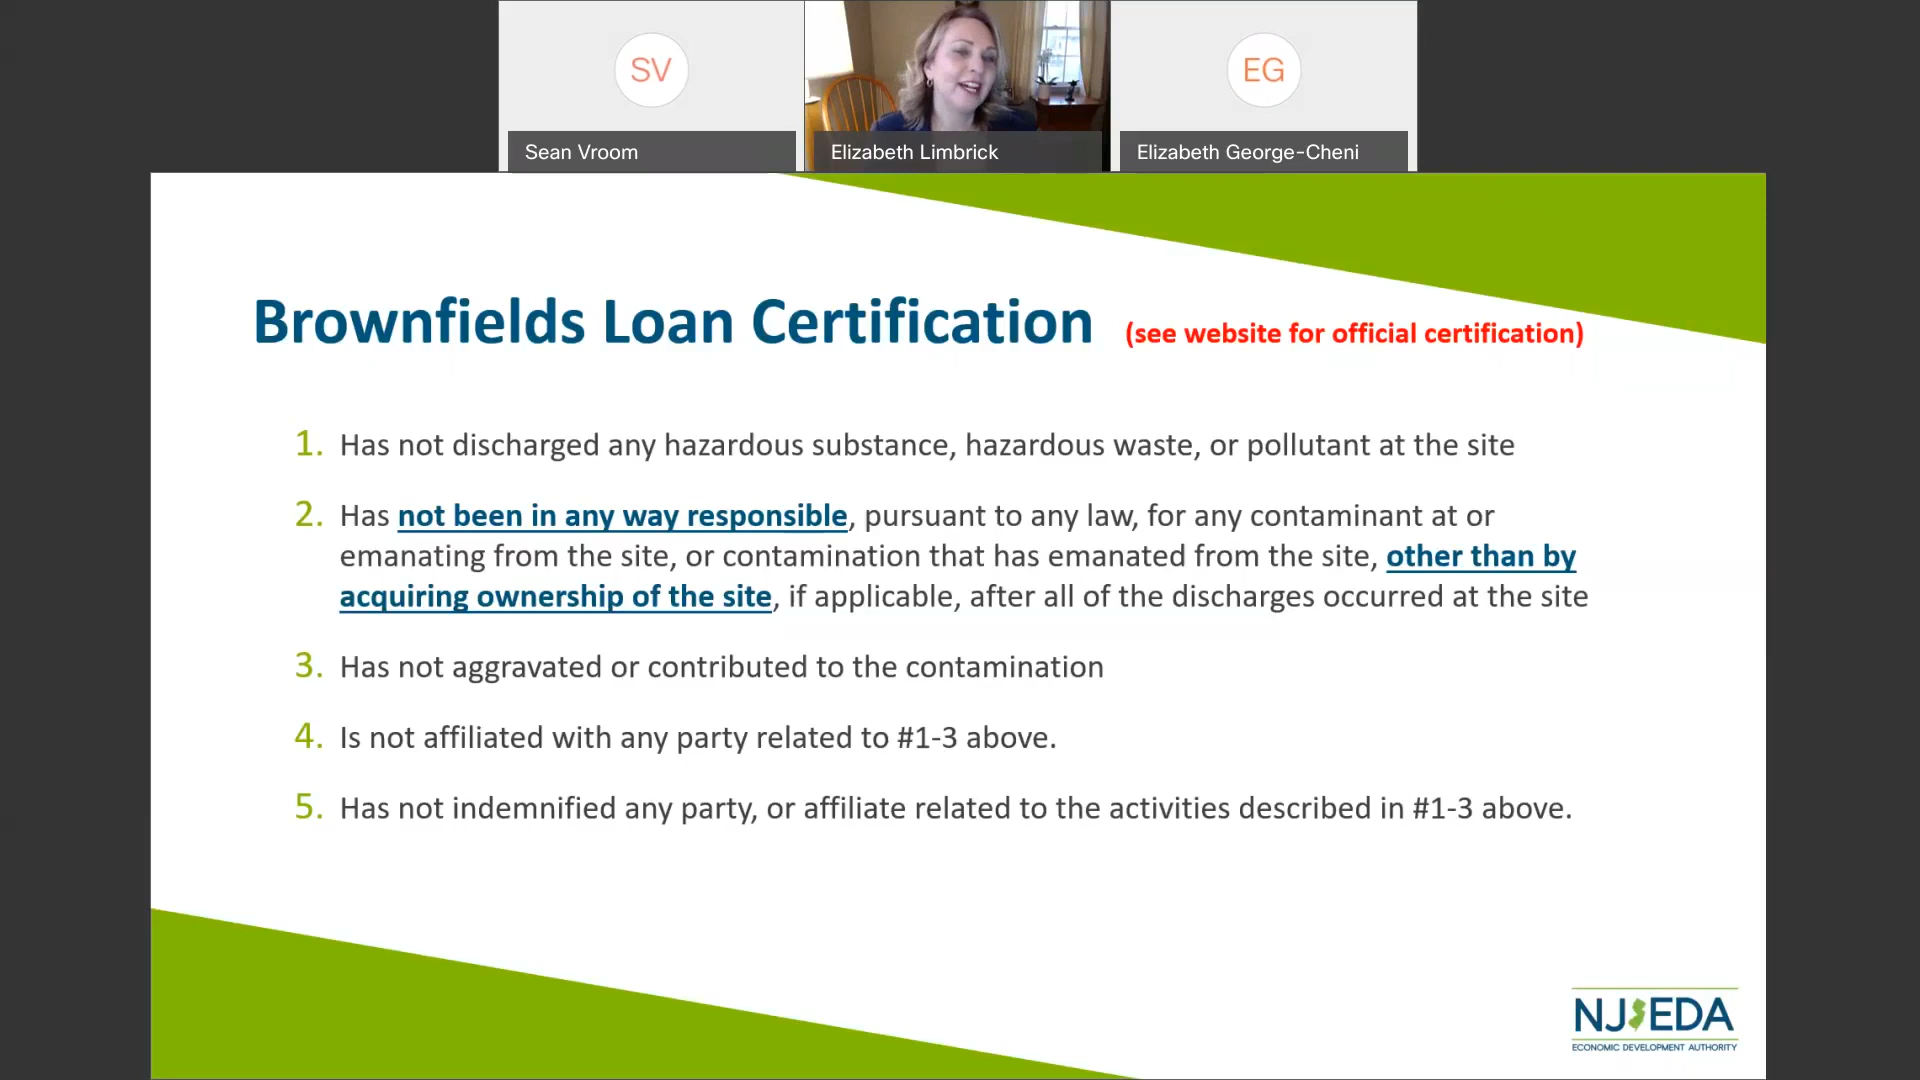 SV
EG
Sean Vroom
Elizabeth Limbrick
Elizabeth George-Cheni
Brownfields Loan Certification (see website for official certification)
1. Has not discharged any hazardous substance, hazardous waste, or pollutant at the site
2. Has not been in any way responsible, pursuant to any law, for any contaminant at or
emanating from the site, or contamination that has emanated from the site, other than by
acquiring ownership of the site, if applicable, after all of the discharges occurred at the site
3. Has not aggravated or contributed to the contamination
4. Is not affiliated with any party related to #1-3 above.
5. Has not indemnified any party, or affiliate related to the activities described in #1-3 above.
NJEDA
ECONOMIC DEVELOPMENT AUTHORITY